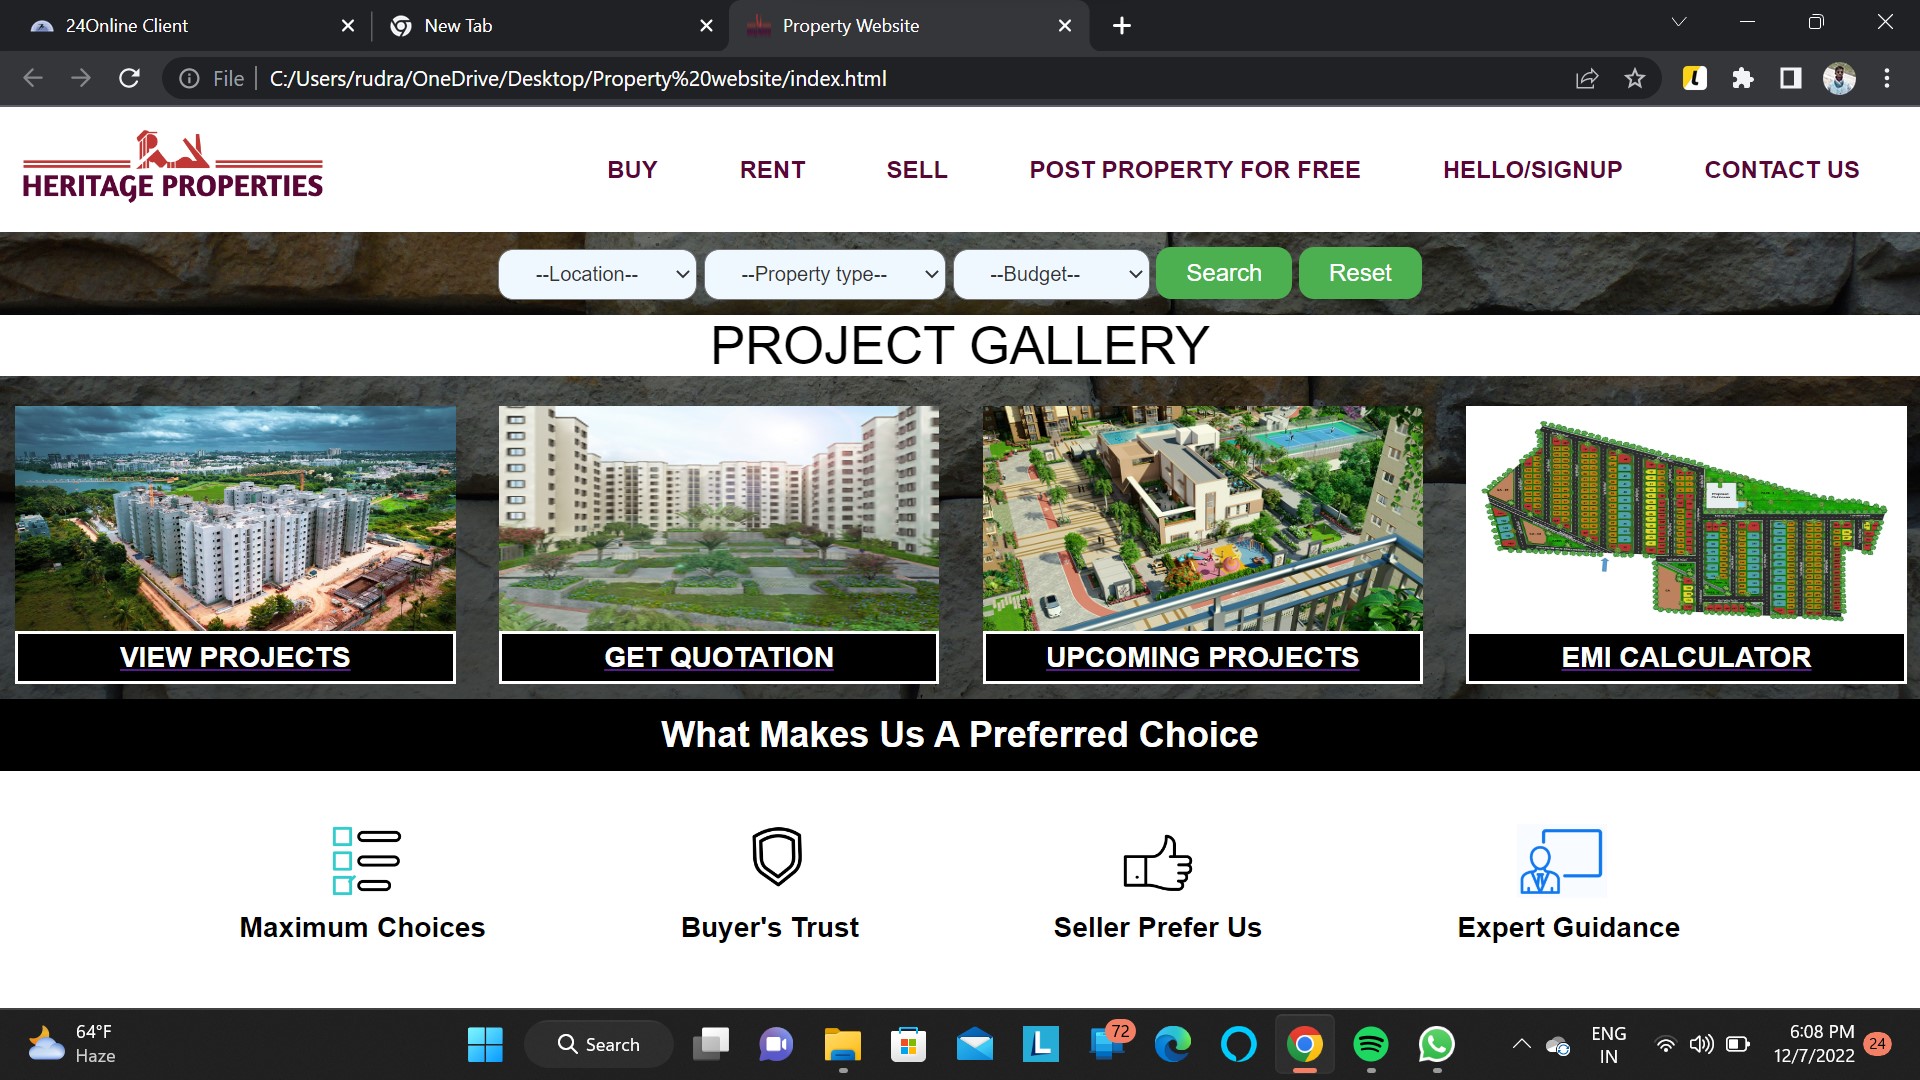 24Online Client
New Tab
Property Website
File
C:/Users/rudra/OneDrive/Desktop/Property%20website/index.html
HERITAGE PROPERTIES
BUY
RENT
SELL
POST PROPERTY FOR FREE
HELLO/SIGNUP
CONTACT US
--Location--
--Property type--
--Budget--
Search
Reset
PROJECT GALLERY
VIEW PROJECTS
GET QUOTATION
UPCOMING PROJECTS
EMI CALCULATOR
What Makes Us A Preferred Choice
Maximum Choices
Buyer's Trust
Seller Prefer Us
Expert Guidance
64°F
Haze
Search
L
72
ENG
IN
6:08 PM
12/7/2022
24